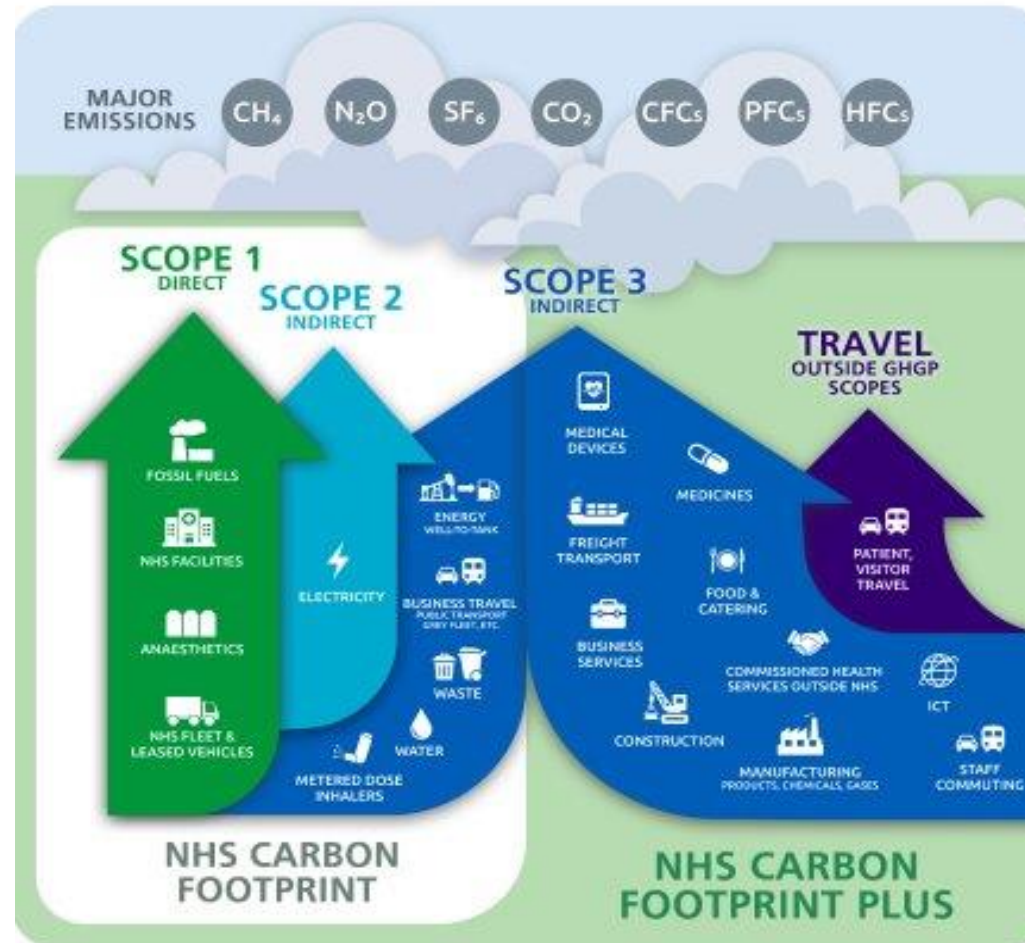 MAJOR
EMISSIONS
CH₄
N₂O
SF₆
CO₂
CFCs
PFCs
HFCs
SCOPE 1
DIRECT
SCOPE 2
INDIRECT
SCOPE 3
INDIRECT
TRAVEL
OUTSIDE GHGP
SCOPES
FOSSIL FUELS
NHS FACILITIES
ANAESTHETICS
NHS FLEET &
LEASED VEHICLES
ELECTRICITY
ENERGY
WELL-TO-TANK
BUSINESS TRAVEL
PUBLIC TRANSPORT
GREY FLEET, ETC.
WASTE
WATER
METERED DOSE
INHALERS
MEDICAL
DEVICES
MEDICINES
FREIGHT
TRANSPORT
FOOD &
CATERING
BUSINESS
SERVICES
COMMISSIONED HEALTH
SERVICES OUTSIDE NHS
CONSTRUCTION
MANUFACTURING
PRODUCTS, CHEMICALS, GASES
ICT
STAFF
COMMUTING
PATIENT,
VISITOR
TRAVEL
NHS CARBON
FOOTPRINT
NHS CARBON
FOOTPRINT PLUS